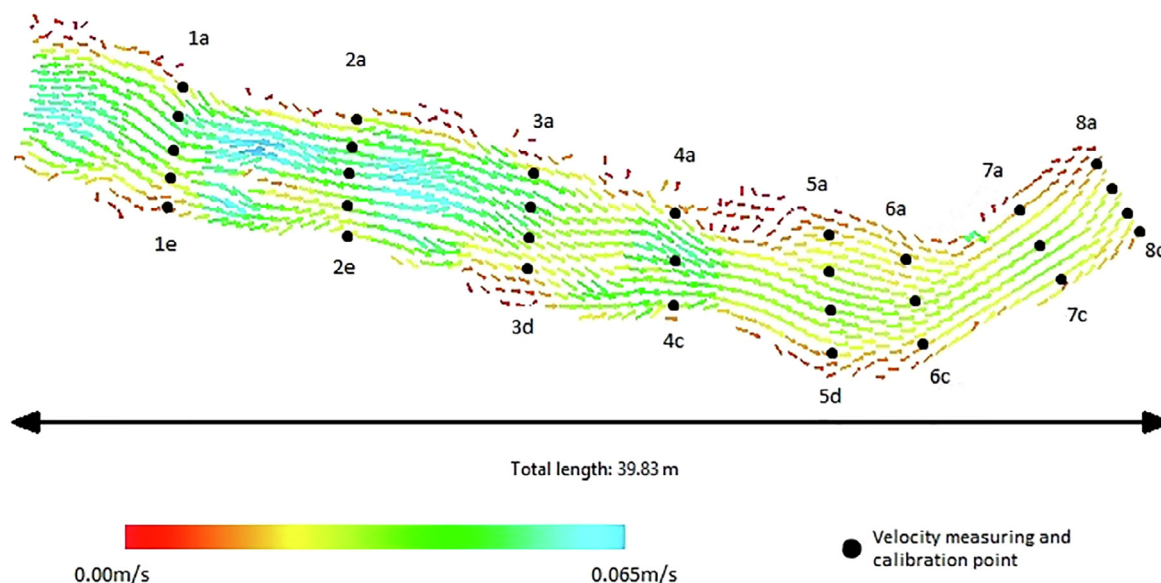 1a
2a
3a
8a
4a
7a
5a
6a
1e
2e
3d
7c
4c
6c
5d
Total length: 39.83 m
0.00m/s
0.065m/s
Velocity measuring and
calibration point